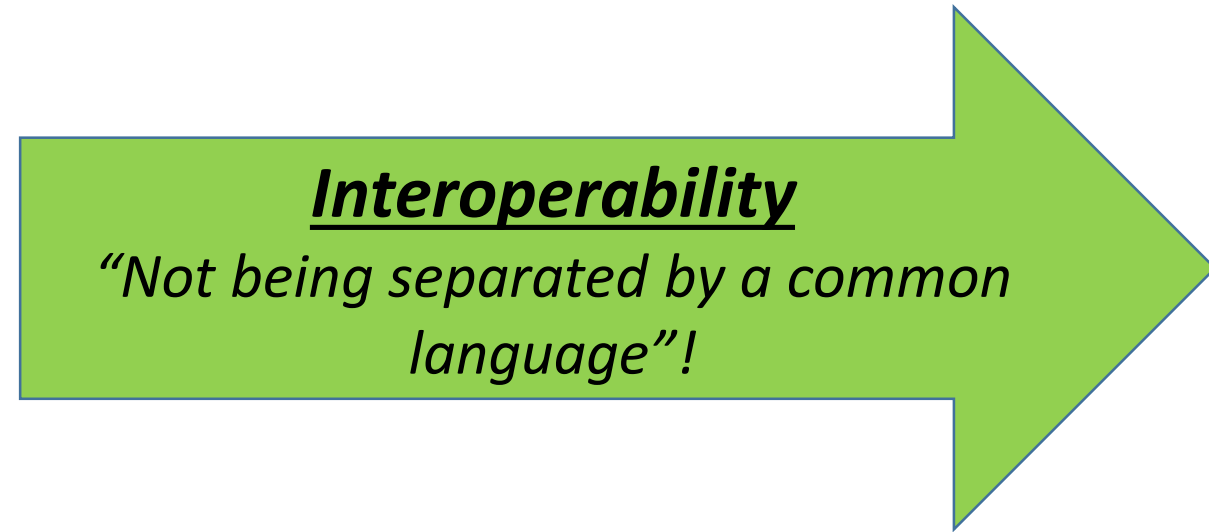 Interoperability
“Not being separated by a common
language”!